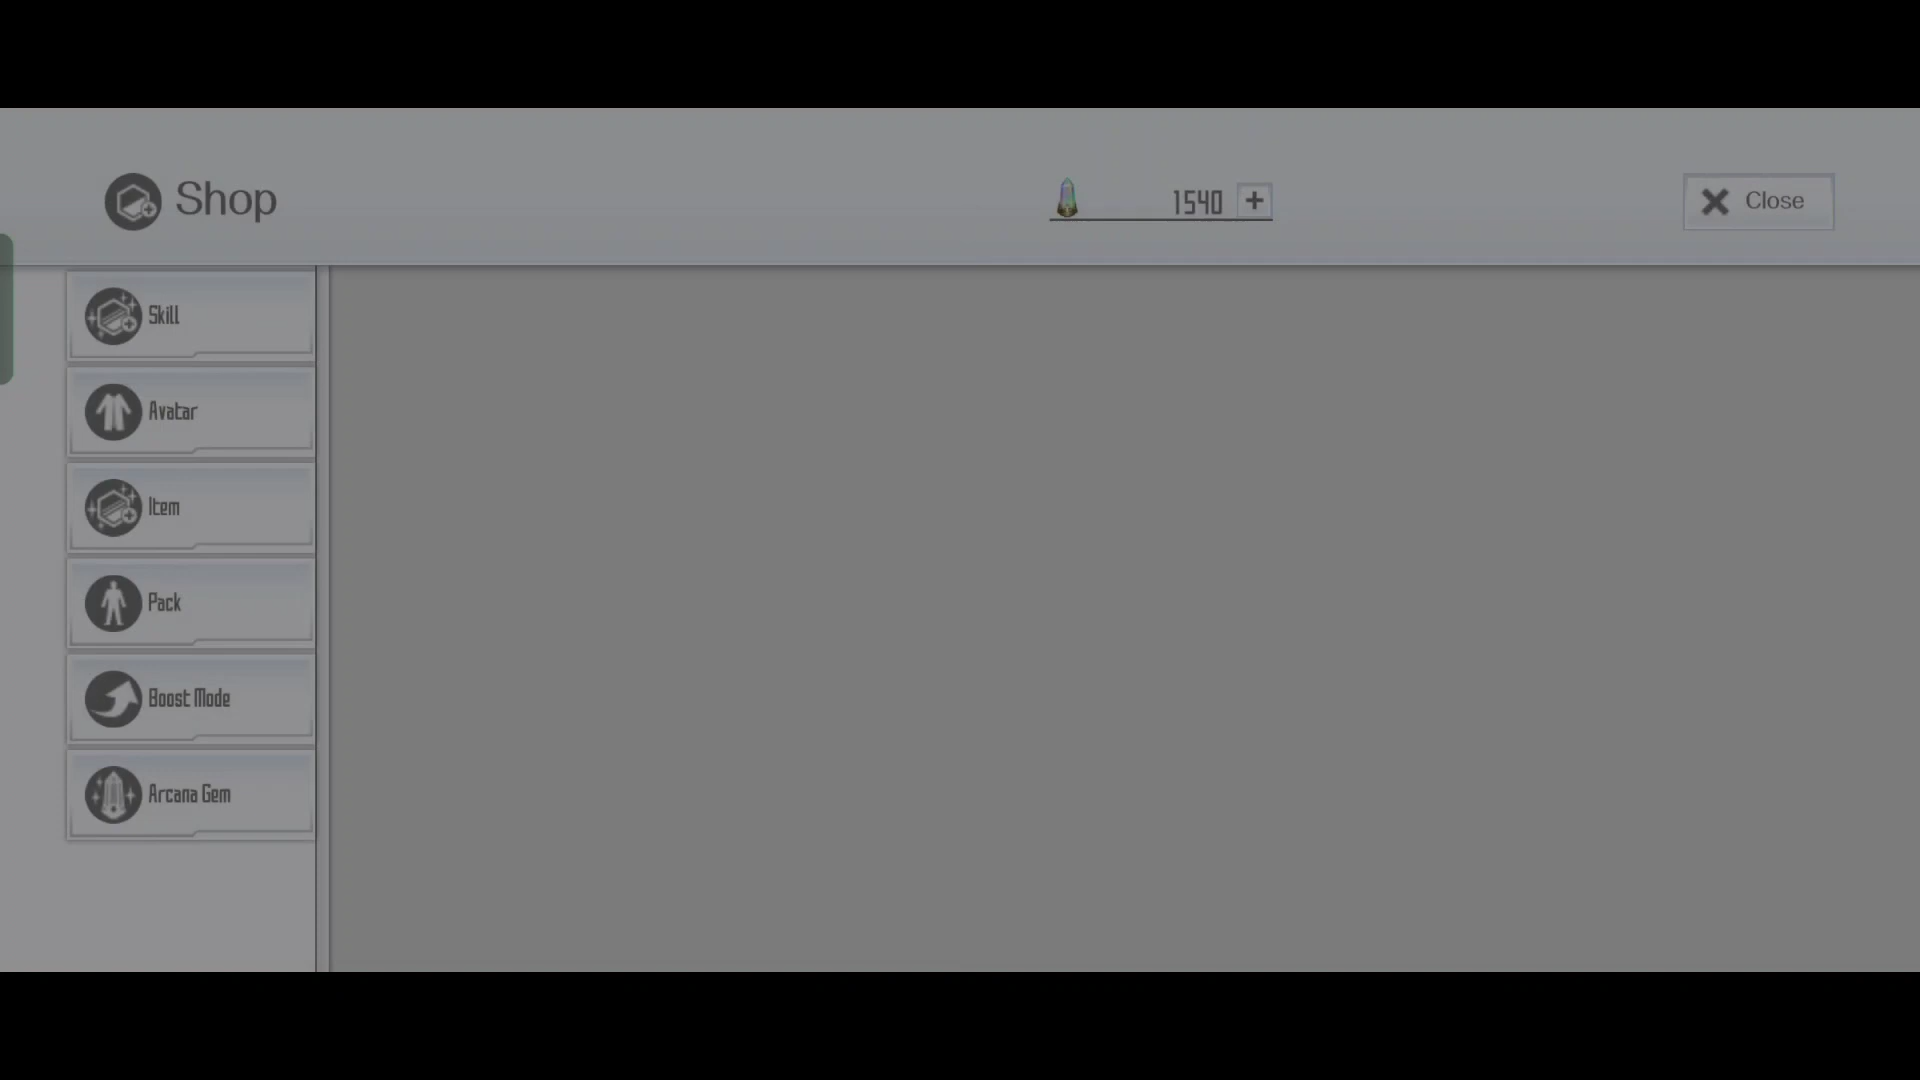 Shop
1540
Close
Skill
Avatar
Item
Pack
Boost Mode
Arcana Gem